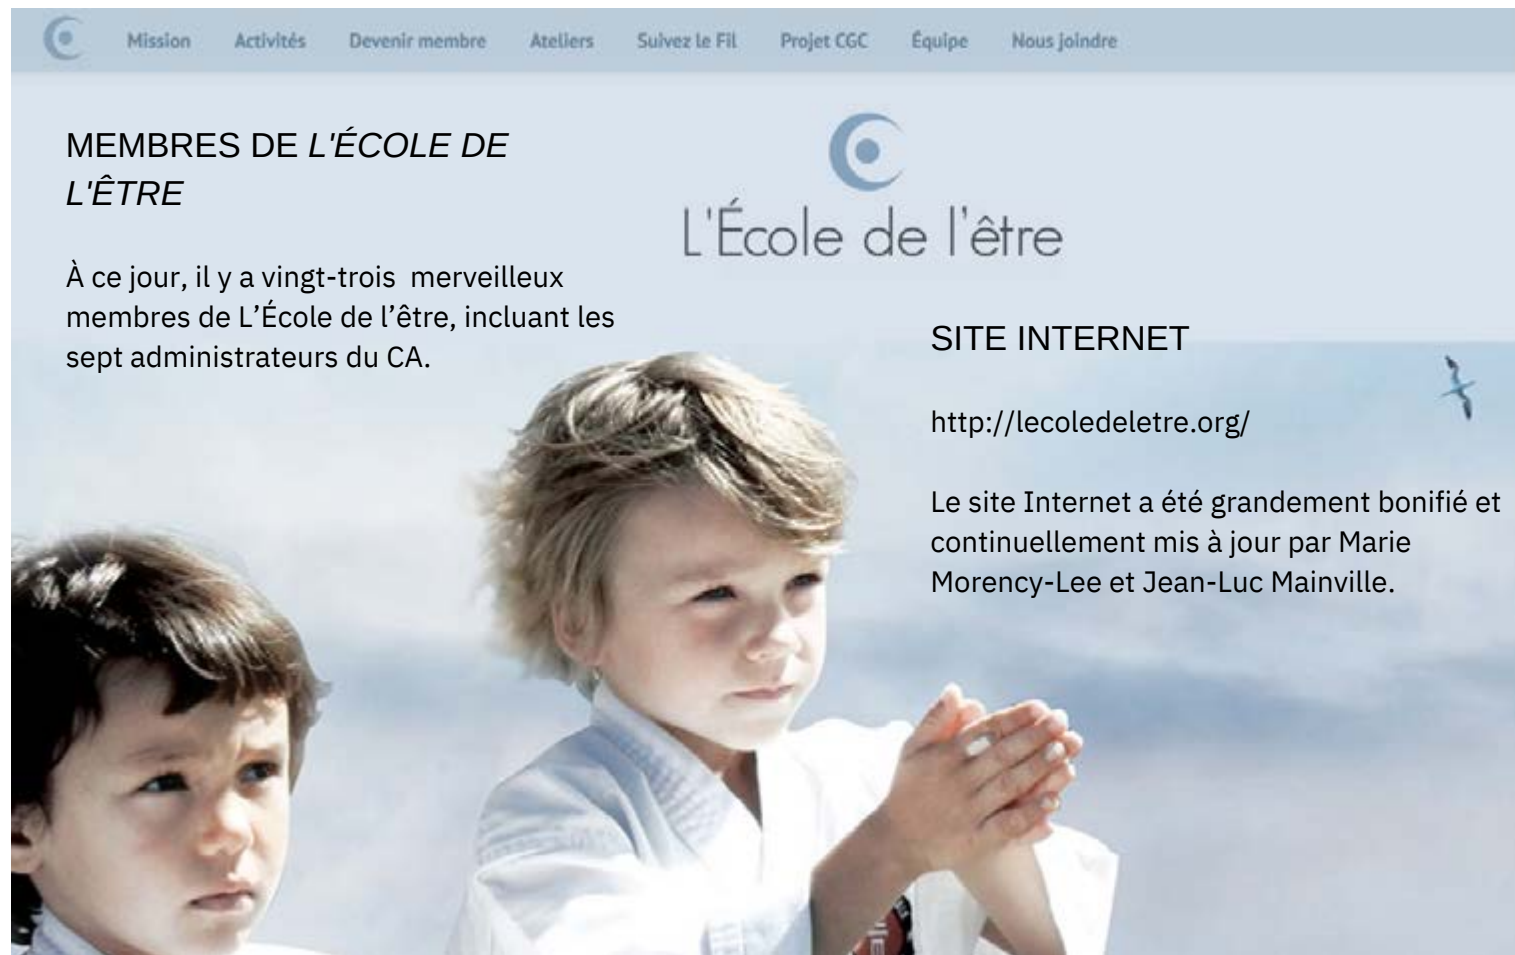 Mission Activités Devenir membre Ateliers Suivez le Fil Projet CGC Équipe Nous joindre
MEMBRES DE L'ÉCOLE DE
L'ÊTRE
À ce jour, il y a vingt-trois  merveilleux
membres de L’École de l’être, incluant les
sept administrateurs du CA.
L'École de l'être
SITE INTERNET
http://lecoledeletre.org/
Le site Internet a été grandement bonifié et
continuellement mis à jour par Marie
Morency-Lee et Jean-Luc Mainville.